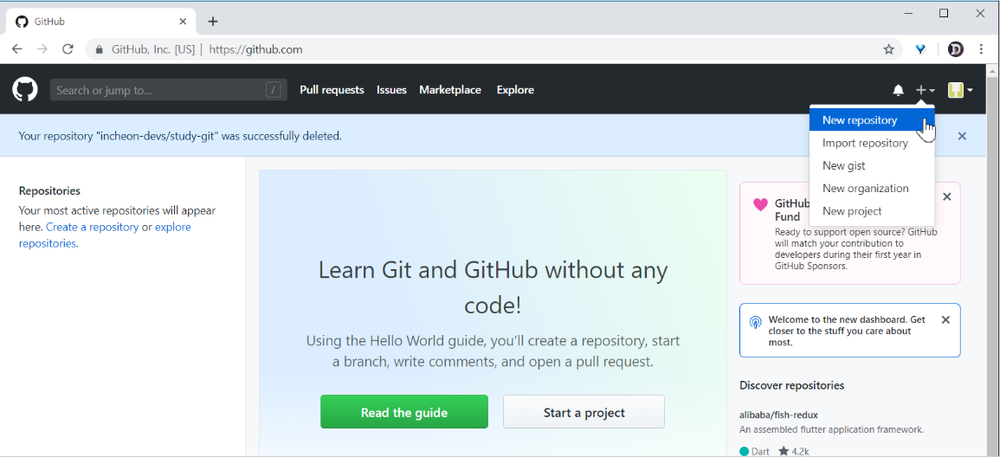 GitHub
GitHub, Inc. [US] | https://github.com
Search or jump to... /
Pull requests Issues Marketplace Explore
Your repository "incheon-devs/study-git" was successfully deleted.
New repository
Import repository
New gist
New organization
New project
Repositories
Your most active repositories will appear
here. Create a repository or explore
repositories.
Learn Git and GitHub without any
code!
Using the Hello World guide, you’ll create a repository, start
a branch, write comments, and open a pull request.
Read the guide
Start a project
GitHub
Fund
Ready to support open source? GitHub
will match your contribution to
developers during their first year in
GitHub Sponsors.
Welcome to the new dashboard. Get
closer to the stuff you care about
most.
Discover repositories
alibaba/fish-redux
An assembled flutter application framework.
Dart 4.2k